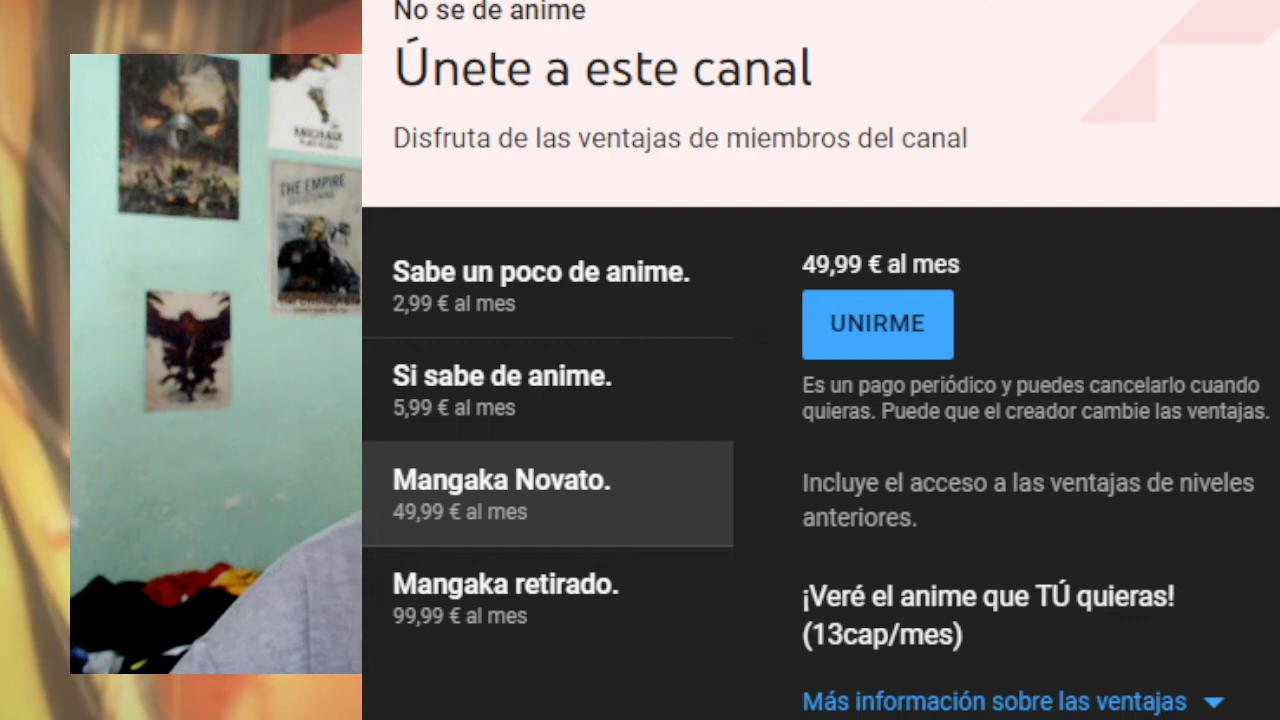 No se de anime
Únete a este canal
Disfruta de las ventajas de miembros del canal
Sabe un poco de anime.
2,99 € al mes
Si sabe de anime.
5,99 € al mes
Mangaka Novato.
49,99 € al mes
Mangaka retirado.
99,99 € al mes
49,99 € al mes
UNIRME
Es un pago periódico y puedes cancelarlo cuando
quieras. Puede que el creador cambie las ventajas.
Incluye el acceso a las ventajas de niveles
anteriores.
¡Veré el anime que TÚ quieras!
(13cap/mes)
Más información sobre las ventajas
THE EMPIRE